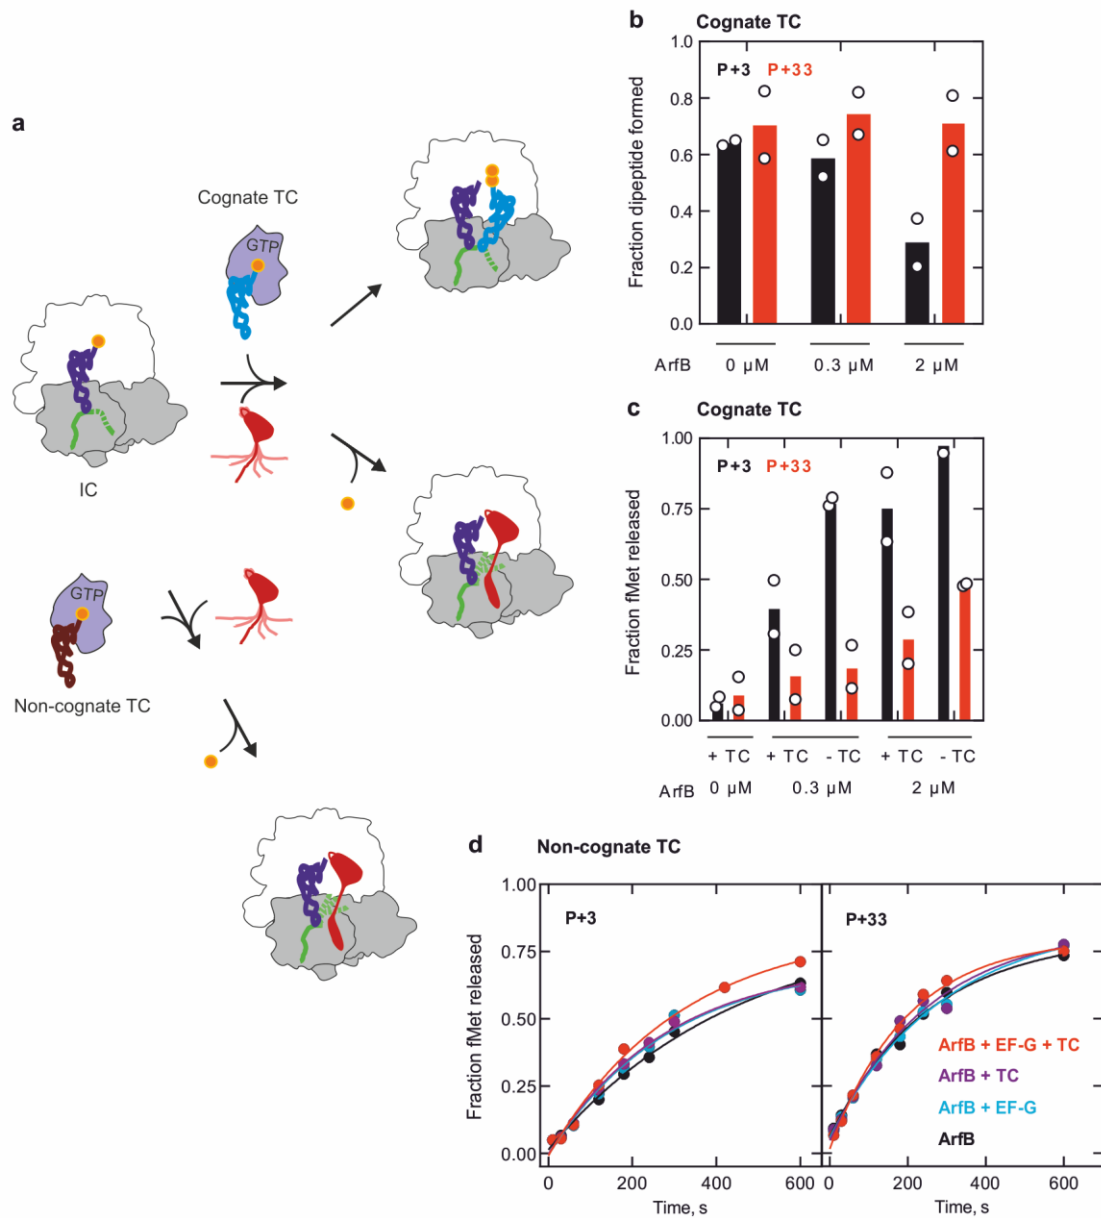 a
Cognate TC
GTP
IC
GTP
Non-cognate TC
b Cognate TC
P+3 P+33
Fraction dipeptide formed
1.0
0.8
0.6
0.4
0.2
0.0
ArfB 0 µM 0.3 µM 2 µM
c Cognate TC
P+3 P+33
Fraction fMet released
1.00
0.75
0.50
0.25
0.00
+ TC + TC - TC + TC - TC
ArfB 0 µM 0.3 µM 2 µM
d Non-cognate TC
P+3
P+33
Fraction fMet released
1.00
0.75
0.50
0.25
0.00
ArfB + EF-G + TC
ArfB + TC
ArfB + EF-G
ArfB
0 200 400 600
0 200 400 600
Time, s
Time, s